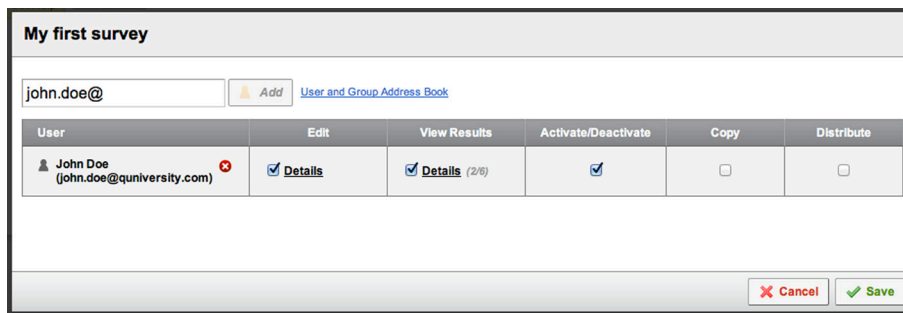 My first survey
john.doe@ Add User and Group Address Book
User Edit View Results Activate/Deactivate Copy Distribute
John Doe
(john.doe@quniversity.com) Details Details (2/6)
Cancel Save